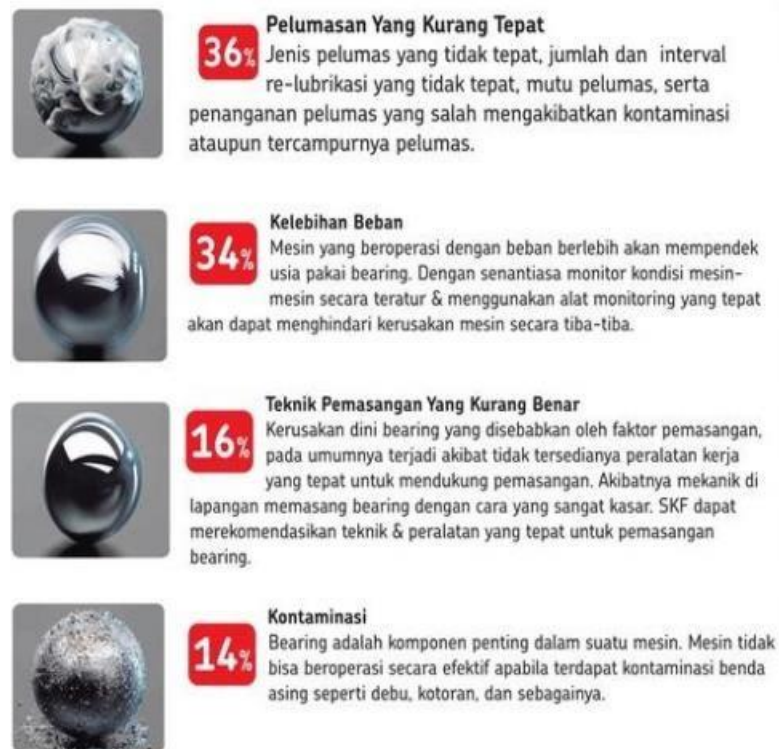 Pelumasan Yang Kurang Tepat
36% Jenis pelumas yang tidak tepat, jumlah dan interval
re-lubrikasi yang tidak tepat, mutu pelumas, serta
penanganan pelumas yang salah mengakibatkan kontaminasi
ataupun tercampurnya pelumas.
Kelebihan Beban
34% Mesin yang beroperasi dengan beban berlebih akan mempendek
usia pakai bearing. Dengan senantiasa monitor kondisi mesin-
mesin secara teratur & menggunakan alat monitoring yang tepat
akan dapat menghindari kerusakan mesin secara tiba-tiba.
Teknik Pemasangan Yang Kurang Benar
16% Kerusakan dini bearing yang disebabkan oleh faktor pemasangan,
pada umumnya terjadi akibat tidak tersedianya peralatan kerja
yang tepat untuk mendukung pemasangan. Akibatnya mekanik di
lapangan memasang bearing dengan cara yang sangat kasar. SKF dapat
merekomendasikan teknik & peralatan yang tepat untuk pemasangan
bearing.
Kontaminasi
14% Bearing adalah komponen penting dalam suatu mesin. Mesin tidak
bisa beroperasi secara efektif apabila terdapat kontaminasi benda
asing seperti debu, kotoran, dan sebagainya.